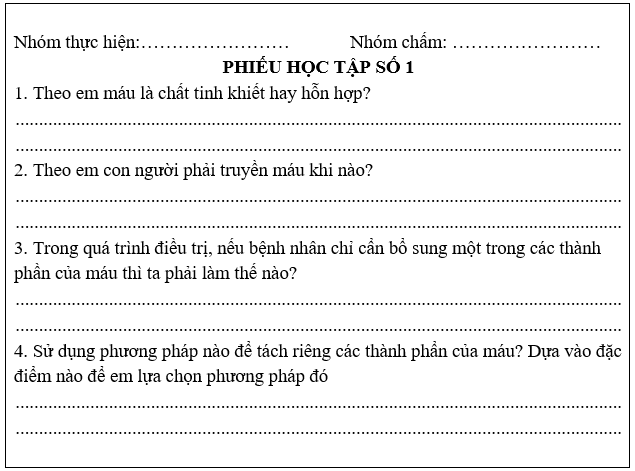 Nhóm thực hiện:…………………… Nhóm chấm: ……………………
PHIẾU HỌC TẬP SỐ 1
1. Theo em máu là chất tinh khiết hay hỗn hợp?
....................................................................................................................................
....................................................................................................................................
2. Theo em con người phải truyền máu khi nào?
....................................................................................................................................
....................................................................................................................................
3. Trong quá trình điều trị, nếu bệnh nhân chỉ cần bổ sung một trong các thành
phần của máu thì ta phải làm thế nào?
....................................................................................................................................
....................................................................................................................................
4. Sử dụng phương pháp nào để tách riêng các thành phần của máu? Dựa vào đặc
điểm nào để em lựa chọn phương pháp đó
....................................................................................................................................
....................................................................................................................................